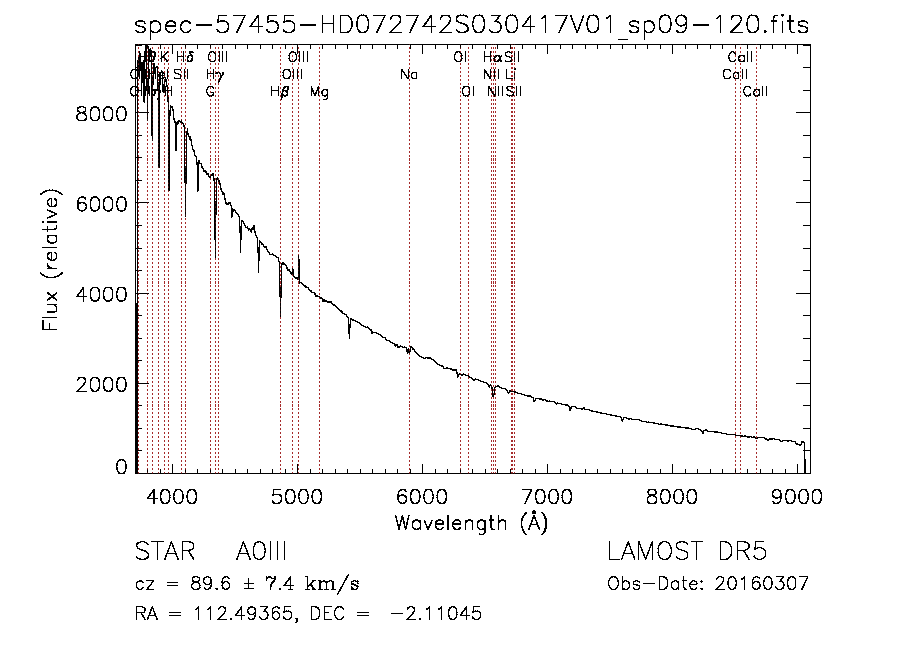 spec-57455-HD072742S030417V01_sp09-120.fits
K Hδ OIII OIII OI Hα SII CaII
SII Hγ OIII Na NII Li CaII
H G Hβ Mg OI NII SII CaII
8000
6000
4000
2000
0
Flux (relative)
4000 5000 6000 7000 8000 9000
Wavelength (Å)
STAR AOIII LAMOST DR5
cz = 89.6 ± 7.4 km/s Obs-Date: 20160307
RA = 112.49365, DEC = -2.11045